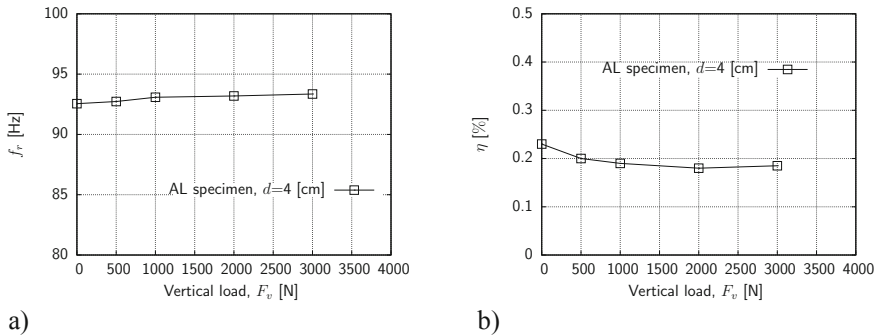 100
95
90
85
80
f_r [Hz]
AL specimen, d=4 [cm]
0 500 1000 1500 2000 2500 3000 3500 4000
Vertical load, F_v [N]
a)
0.5
0.4
0.3
0.2
0.1
0
η [%]
AL specimen, d=4 [cm]
0 500 1000 1500 2000 2500 3000 3500 4000
Vertical load, F_v [N]
b)